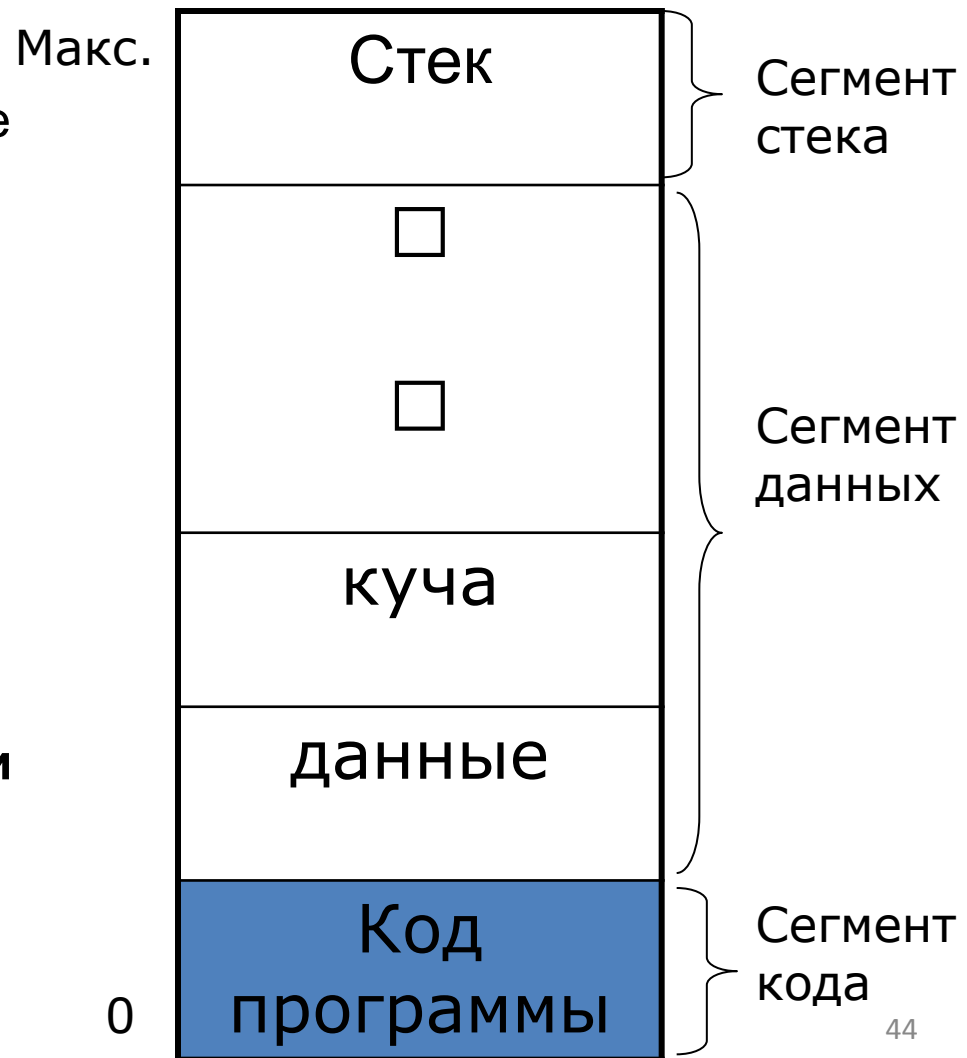 Макс.
Стек
Сегмент
стека
е
□
□
Сегмент
данных
куча
данные
и
Код
программы
Сегмент
кода
0
44